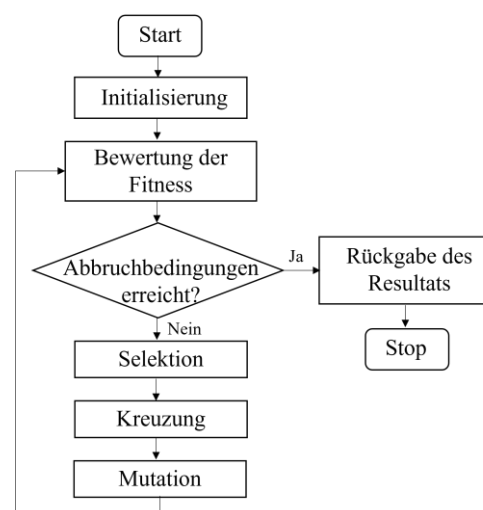 Start
Initialisierung
Bewertung der
Fitness
Abbruchbedingungen
erreicht?
Ja
Rückgabe des
Resultats
Stop
Nein
Selektion
Kreuzung
Mutation